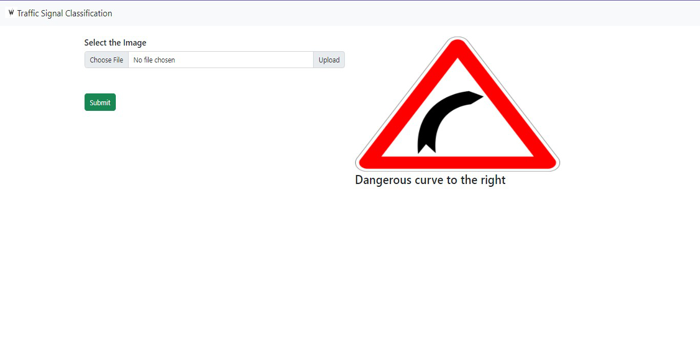 Traffic Signal Classification
Select the Image
Choose File No file chosen Upload
Submit
Dangerous curve to the right